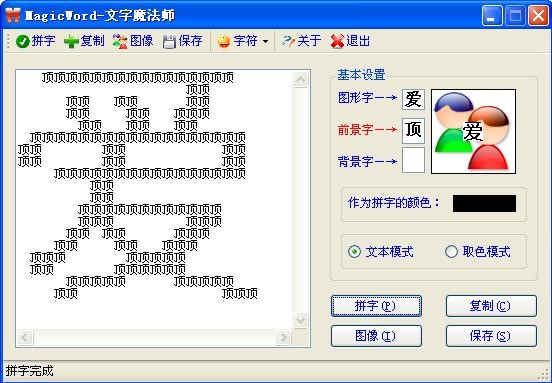 MagicWord-文字魔法师
拼字 复制 图像 保存 字符 关于 退出
顶顶顶顶顶顶顶顶顶顶顶顶顶顶顶顶
顶顶
顶顶 顶顶 顶顶
顶顶 顶顶 顶顶顶
顶顶 顶顶 顶顶
顶顶顶顶顶顶顶顶顶顶顶顶顶顶顶顶顶顶
顶顶 顶顶 顶顶
顶顶 顶顶 顶顶
顶顶顶顶顶顶顶顶顶顶顶顶顶顶顶顶
顶顶
顶顶
顶顶顶顶顶顶顶顶顶顶顶顶
顶顶顶 顶顶顶
顶顶 顶顶 顶顶
顶顶 顶顶 顶顶顶
顶顶顶 顶顶顶顶顶
顶顶 顶顶顶顶顶
顶顶顶顶顶顶顶 顶顶顶顶顶
顶顶 顶顶顶
基本设置
图形字--→ 爱
前景字--→ 顶
背景字--→
爱
作为拼字的颜色：
文本模式 取色模式
拼字(P) 复制(C)
图像(I) 保存(S)
拼字完成